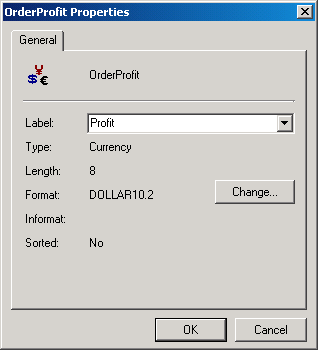 OrderProfit Properties
General
OrderProfit
Label: Profit
Type: Currency
Length: 8
Format: DOLLAR10.2 Change...
Informat:
Sorted: No
OK Cancel